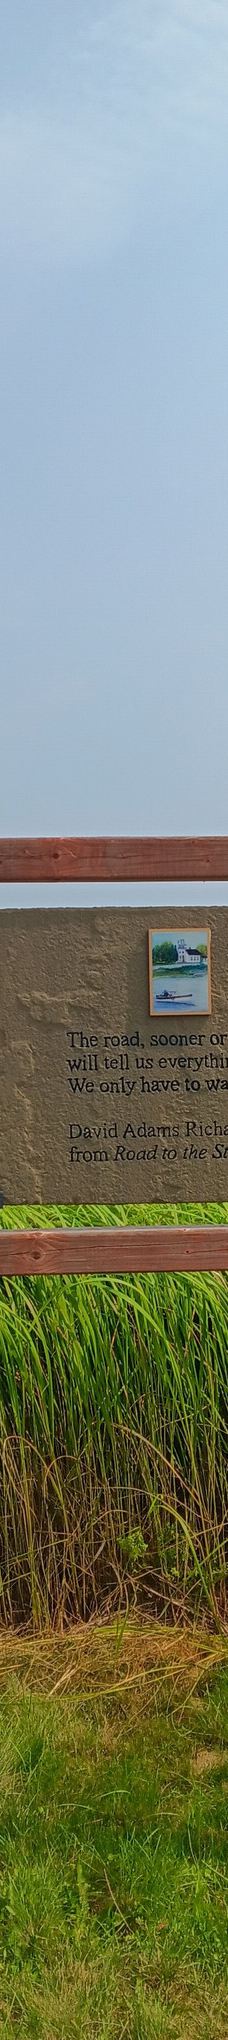 The road, sooner or
will tell us everythin
We only have to wa
David Adams Richa
from Road to the St